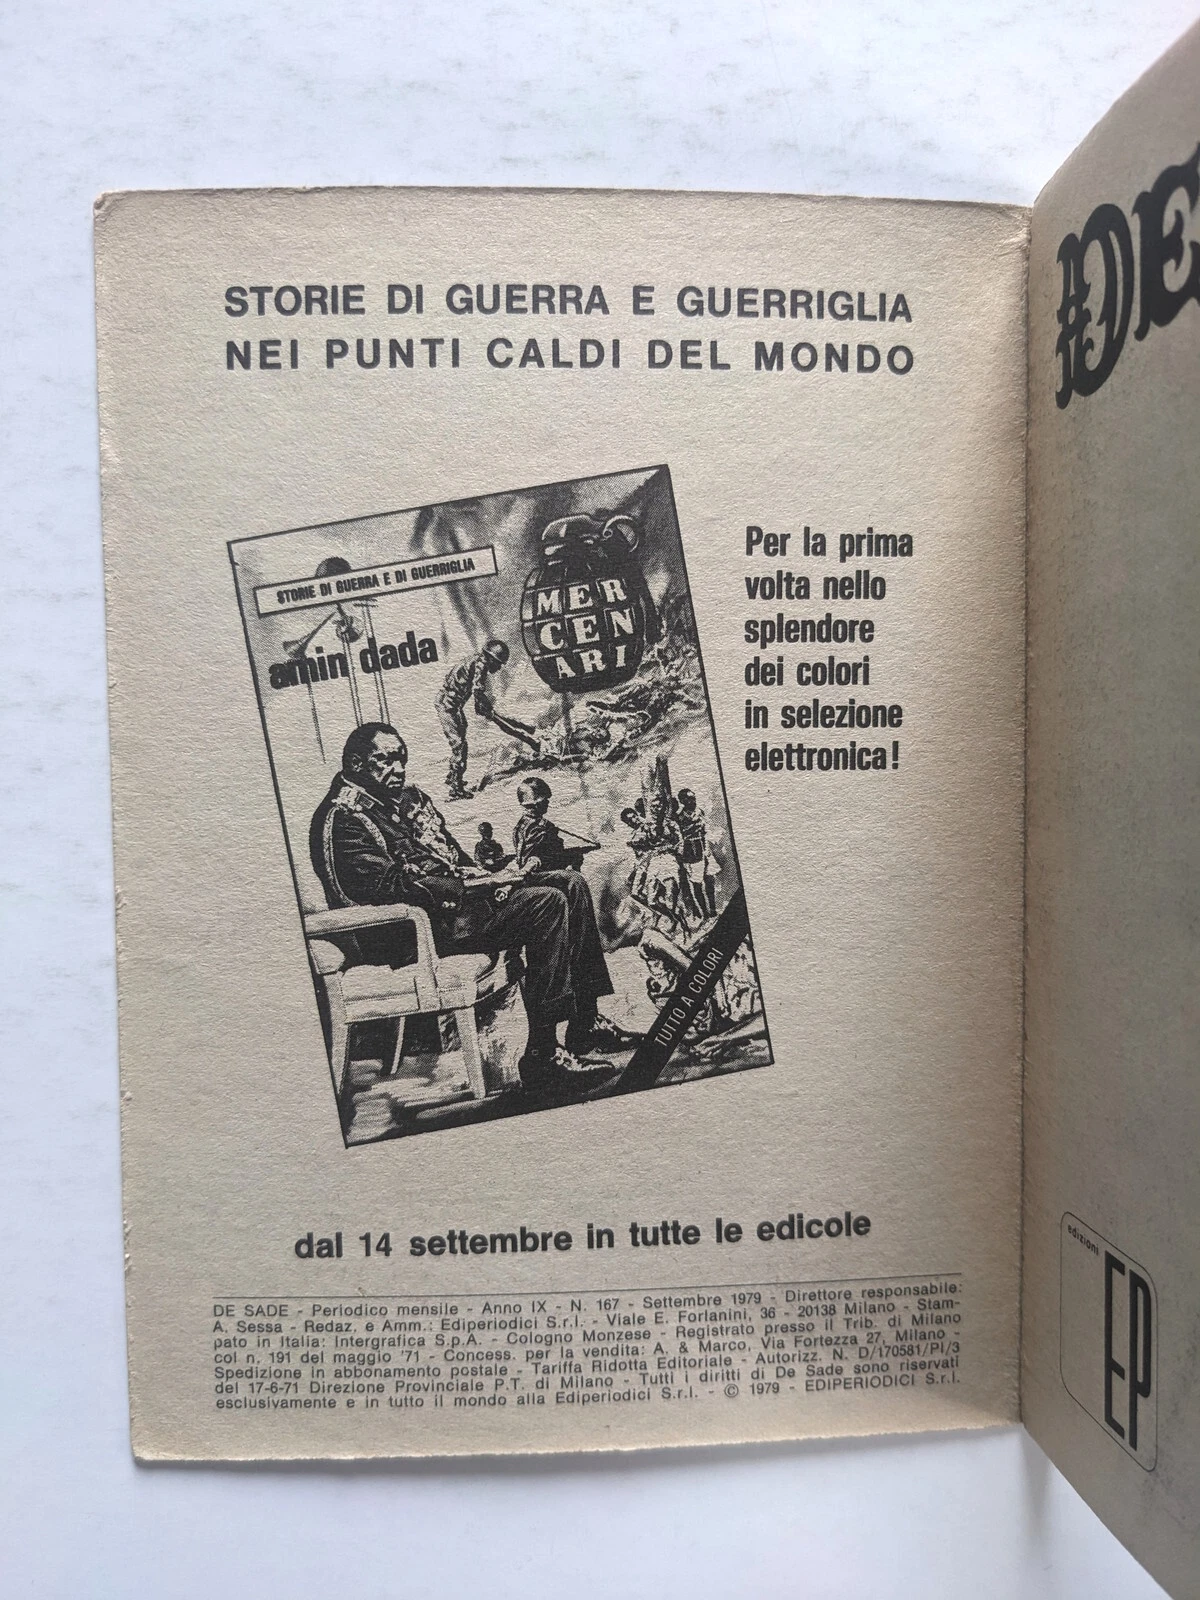 STORIE DI GUERRA E GUERRIGLIA
NEI PUNTI CALDI DEL MONDO
STORIE DI GUERRA E DI GUERRIGLIA
amin dada
MER
CEN
ARI
TUTTO A COLORI
Per la prima
volta nello
splendore
dei colori
in selezione
elettronica!
dal 14 settembre in tutte le edicole
DE SADE - Periodico mensile - Anno IX - N. 167 - Settembre 1979 - Direttore responsabile:
A. Sessa - Redaz. e Amm.: Ediperiodici S.r.l. - Viale E. Forlanini, 36 - 20138 Milano - Stam-
pato in Italia: Intergrafica S.p.A. - Cologno Monzese - Registrato presso il Trib. di Milano
col n. 191 del maggio '71 - Concess. per la vendita: A. & Marco, Via Fortezza 27, Milano -
Spedizione in abbonamento postale - Tariffa Ridotta Editoriale - Autorizz. N. D/170581/PI/3
del 17-6-71 Direzione Provinciale P.T. di Milano - Tutti i diritti di De Sade sono riservati
esclusivamente e in tutto il mondo alla Ediperiodici S.r.l. - © 1979 - EDIPERIODICI S.r.l.
DE
edizioni
EP